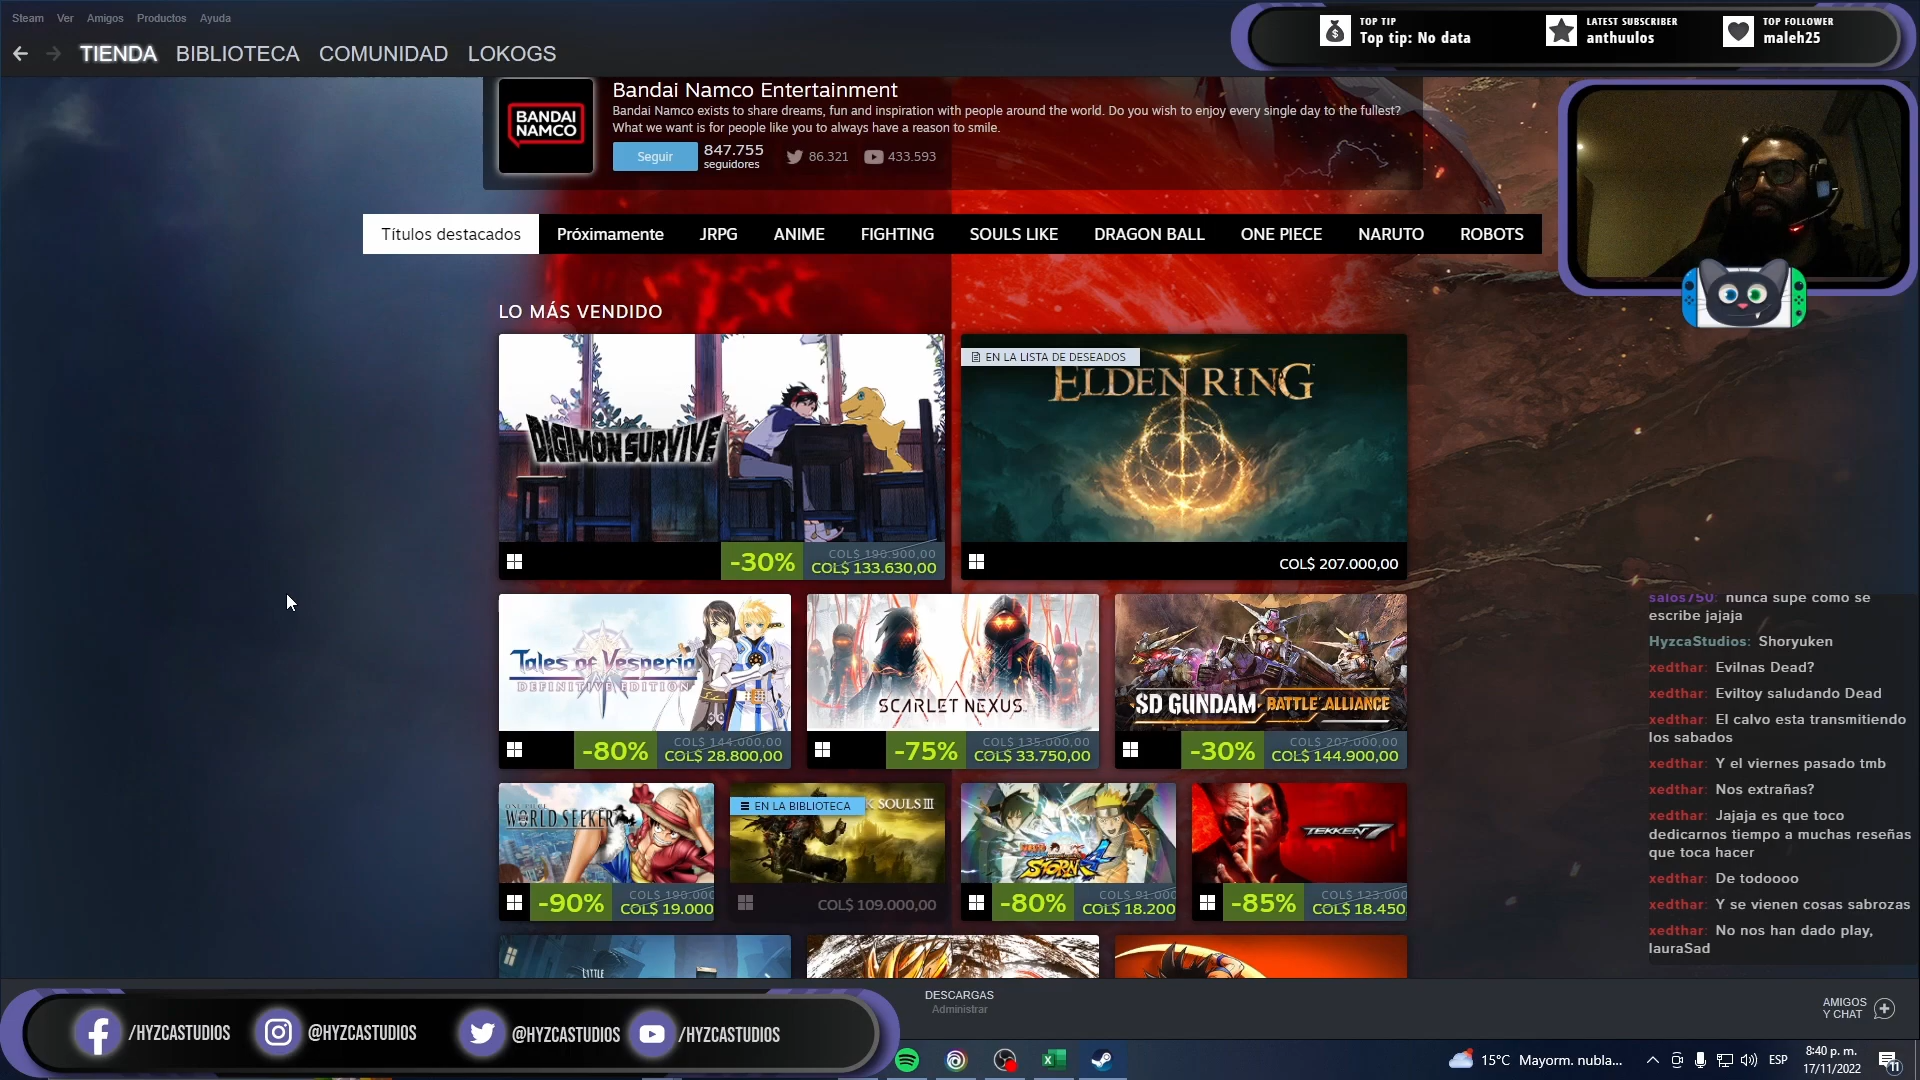 Steam Ver Amigos Productos Ayuda
TIENDA BIBLIOTECA COMUNIDAD LOKOGS
TOP TIP
Top tip: No data
LATEST SUBSCRIBER
anthuulos
TOP FOLLOWER
maleh25
BANDAI
NAMCO
Bandai Namco Entertainment
Bandai Namco exists to share dreams, fun and inspiration with people around the world. Do you wish to enjoy every single day to the fullest?
What we want is for people like you to always have a reason to smile.
Seguir
847.755
seguidores
86.321
433.593
Títulos destacados Próximamente JRPG ANIME FIGHTING SOULS LIKE DRAGON BALL ONE PIECE NARUTO ROBOTS
LO MÁS VENDIDO
DIGIMON SURVIVE
-30%
COL$ 190.900,00
COL$ 133.630,00
EN LA LISTA DE DESEADOS
ELDEN RING
COL$ 207.000,00
Tales of Vesperia
DEFINITIVE EDITION
-80%
COL$ 144.000,00
COL$ 28.800,00
SCARLET NEXUS
-75%
COL$ 135.000,00
COL$ 33.750,00
SD GUNDAM BATTLE ALLIANCE
-30%
COL$ 207.000,00
COL$ 144.900,00
ONE PIECE
WORLD SEEKER
-90%
COL$ 190.000
COL$ 19.000
EN LA BIBLIOTECA
K SOULS III
COL$ 109.000,00
STORM 4
-80%
COL$ 91.000
COL$ 18.200
TEKKEN 7
-85%
COL$ 123.000
COL$ 18.450,
LITTLE
salos750: nunca supe como se
escribe jajaja
HyzcaStudios: Shoryuken
xedthar: Evilnas Dead?
xedthar: Eviltoy saludando Dead
xedthar: El calvo esta transmitiendo
los sabados
xedthar: Y el viernes pasado tmb
xedthar: Nos extrañas?
xedthar: Jajaja es que toco
dedicarnos tiempo a muchas reseñas
que toca hacer
xedthar: De todoooo
xedthar: Y se vienen cosas sabrozas
xedthar: No nos han dado play,
lauraSad
DESCARGAS
Administrar
AMIGOS
Y CHAT
/HYZCASTUDIOS @HYZCASTUDIOS @HYZCASTUDIOS /HYZCASTUDIOS
15°C Mayorm. nubla...
ESP
8:40 p. m.
17/11/2022
11